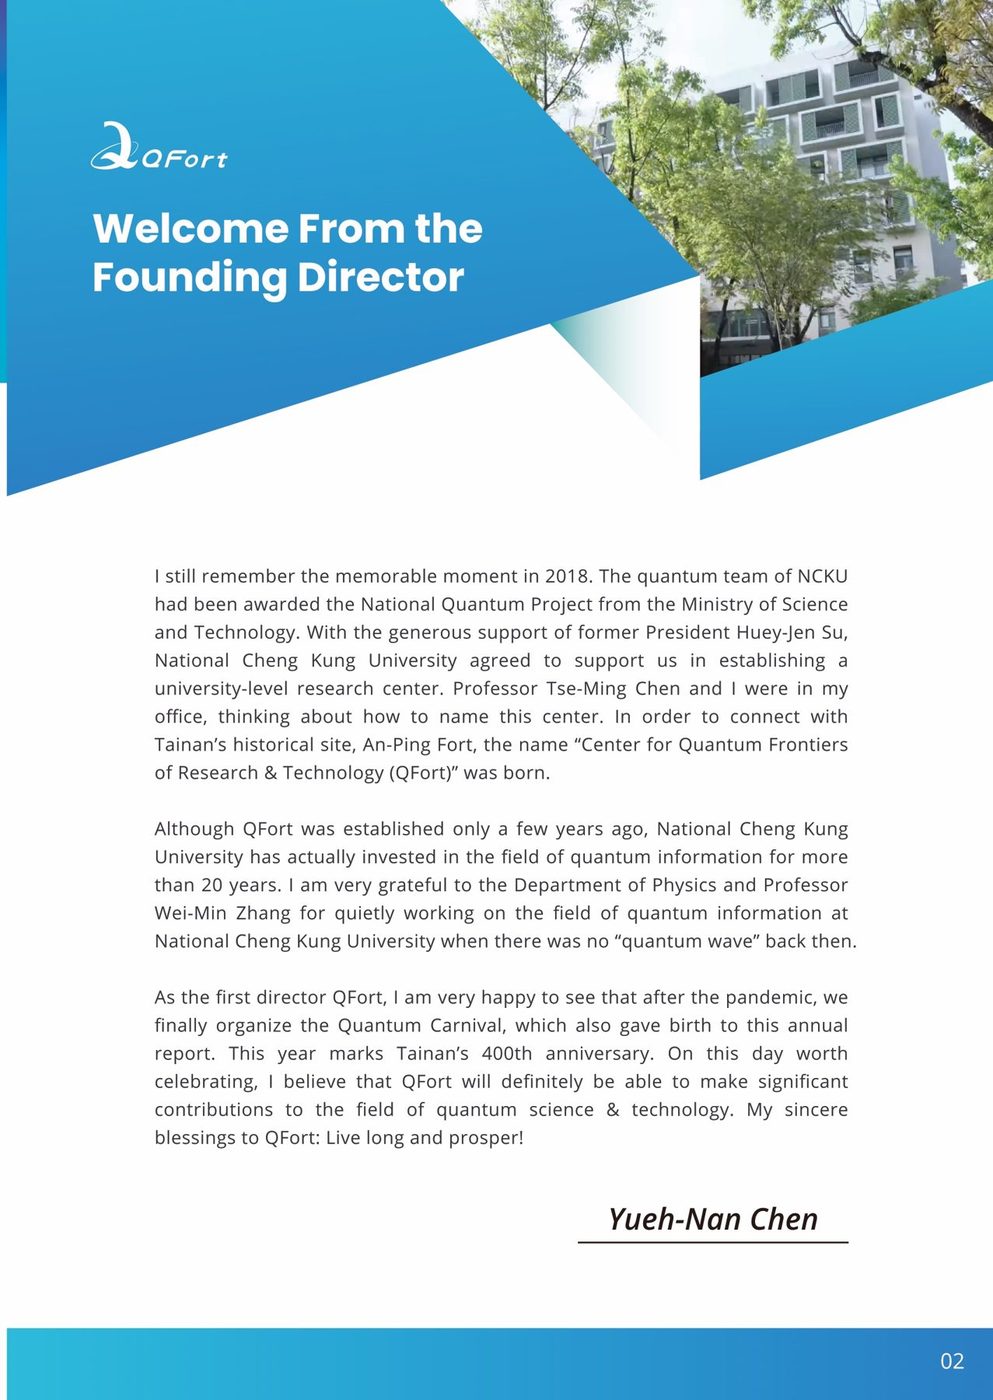 QFort
Welcome From the
Founding Director
I still remember the memorable moment in 2018. The quantum team of NCKU
had been awarded the National Quantum Project from the Ministry of Science
and Technology. With the generous support of former President Huey-Jen Su,
National Cheng Kung University agreed to support us in establishing a
university-level research center. Professor Tse-Ming Chen and I were in my
office, thinking about how to name this center. In order to connect with
Tainan’s historical site, An-Ping Fort, the name “Center for Quantum Frontiers
of Research & Technology (QFort)” was born.
Although QFort was established only a few years ago, National Cheng Kung
University has actually invested in the field of quantum information for more
than 20 years. I am very grateful to the Department of Physics and Professor
Wei-Min Zhang for quietly working on the field of quantum information at
National Cheng Kung University when there was no “quantum wave” back then.
As the first director QFort, I am very happy to see that after the pandemic, we
finally organize the Quantum Carnival, which also gave birth to this annual
report. This year marks Tainan’s 400th anniversary. On this day worth
celebrating, I believe that QFort will definitely be able to make significant
contributions to the field of quantum science & technology. My sincere
blessings to QFort: Live long and prosper!
Yueh-Nan Chen
02